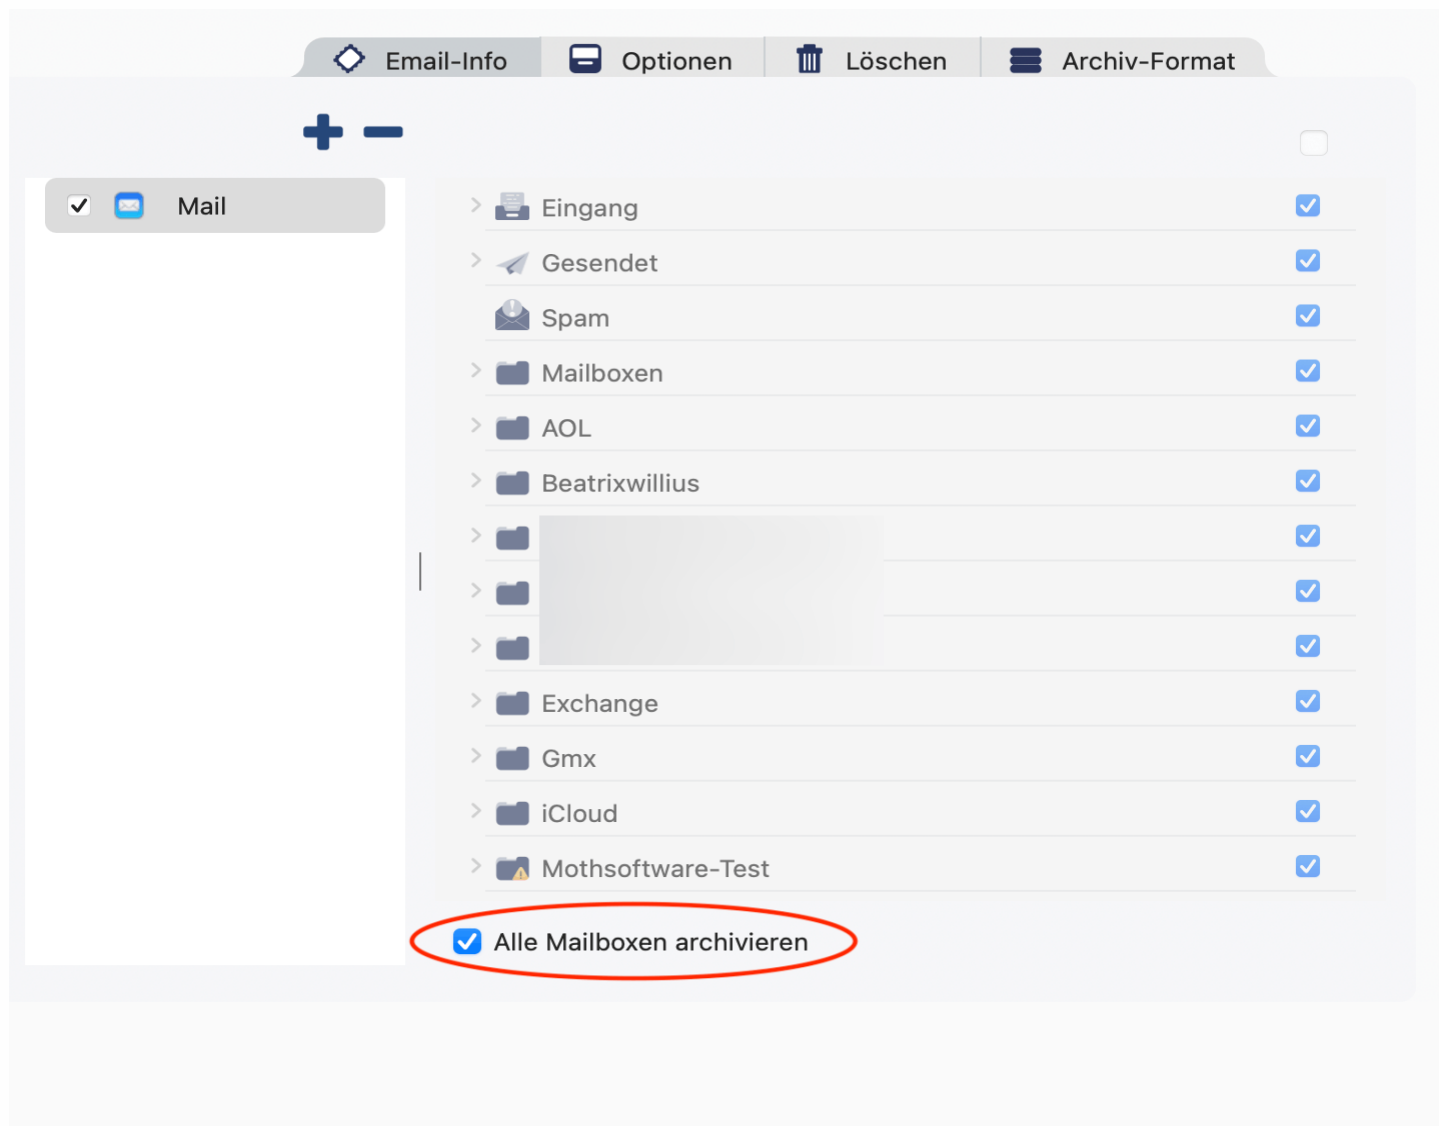 Email-Info
Optionen
Löschen
Archiv-Format
Mail
Eingang
Gesendet
Spam
Mailboxen
AOL
Beatrixwillius
Exchange
Gmx
iCloud
Mothsoftware-Test
Alle Mailboxen archivieren